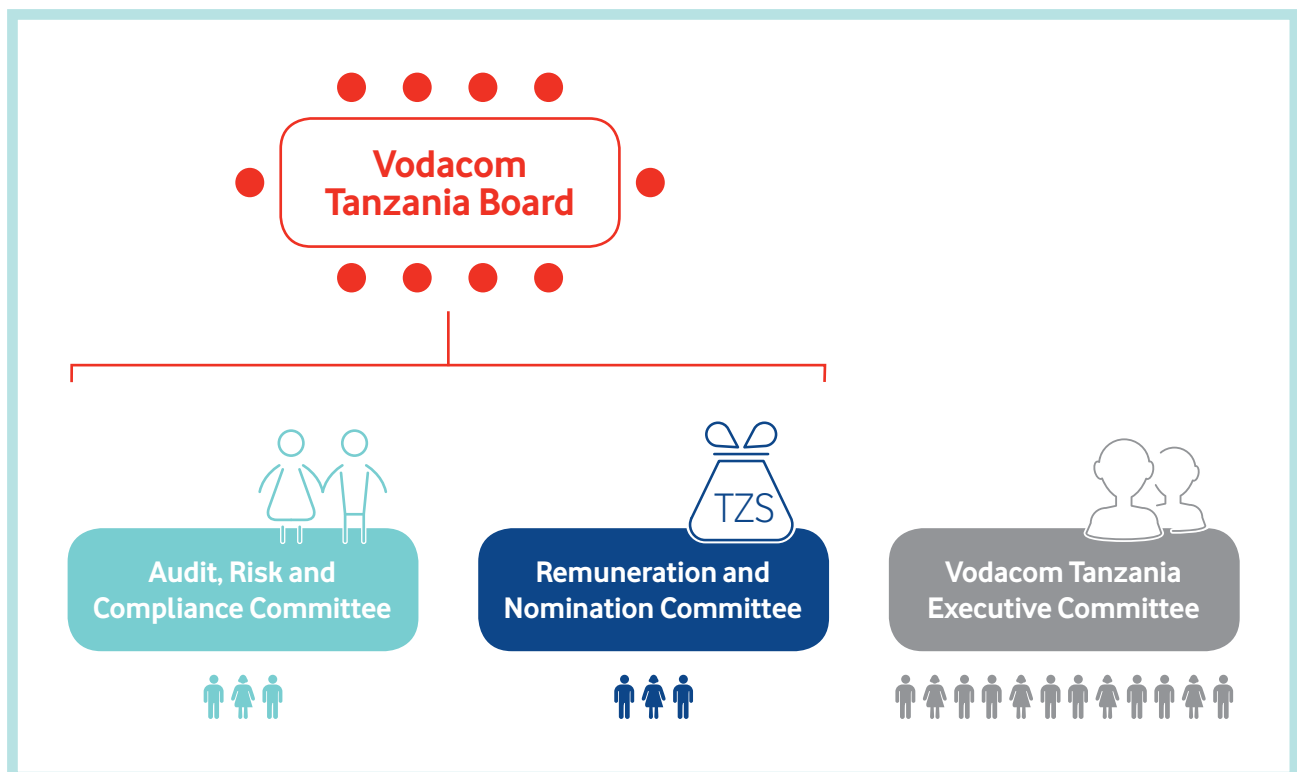 Vodacom
Tanzania Board
TZS
Audit, Risk and
Compliance Committee
Remuneration and
Nomination Committee
Vodacom Tanzania
Executive Committee